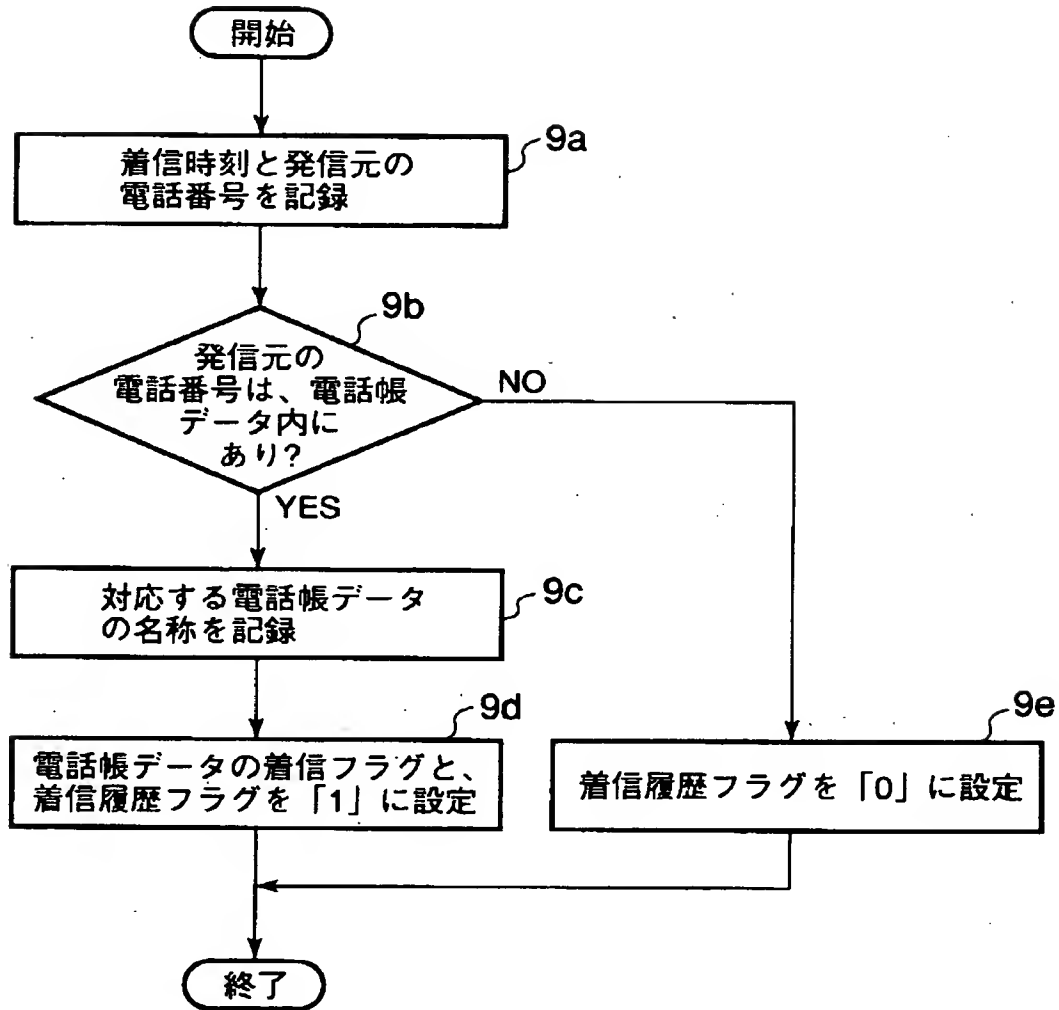 開始
9a
着信時刻と発信元の
電話番号を記録
9b
発信元の
電話番号は、電話帳
データ内に
あり?
NO
YES
9c
対応する電話帳データ
の名称を記録
9d
電話帳データの着信フラグと、
着信履歴フラグを「1」に設定
9e
着信履歴フラグを「0」に設定
終了